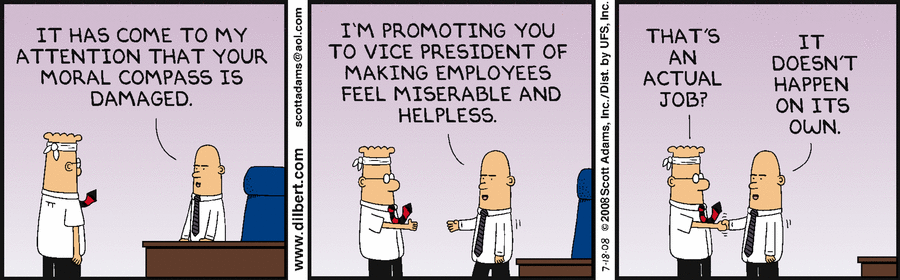 IT HAS COME TO MY
ATTENTION THAT YOUR
MORAL COMPASS IS
DAMAGED.
www.dilbert.com scottadams@aol.com
I'M PROMOTING YOU
TO VICE PRESIDENT OF
MAKING EMPLOYEES
FEEL MISERABLE AND
HELPLESS.
7-18-08 © 2008 Scott Adams, Inc./Dist. by UFS, Inc.
THAT'S
AN
ACTUAL
JOB?
IT
DOESN'T
HAPPEN
ON ITS
OWN.